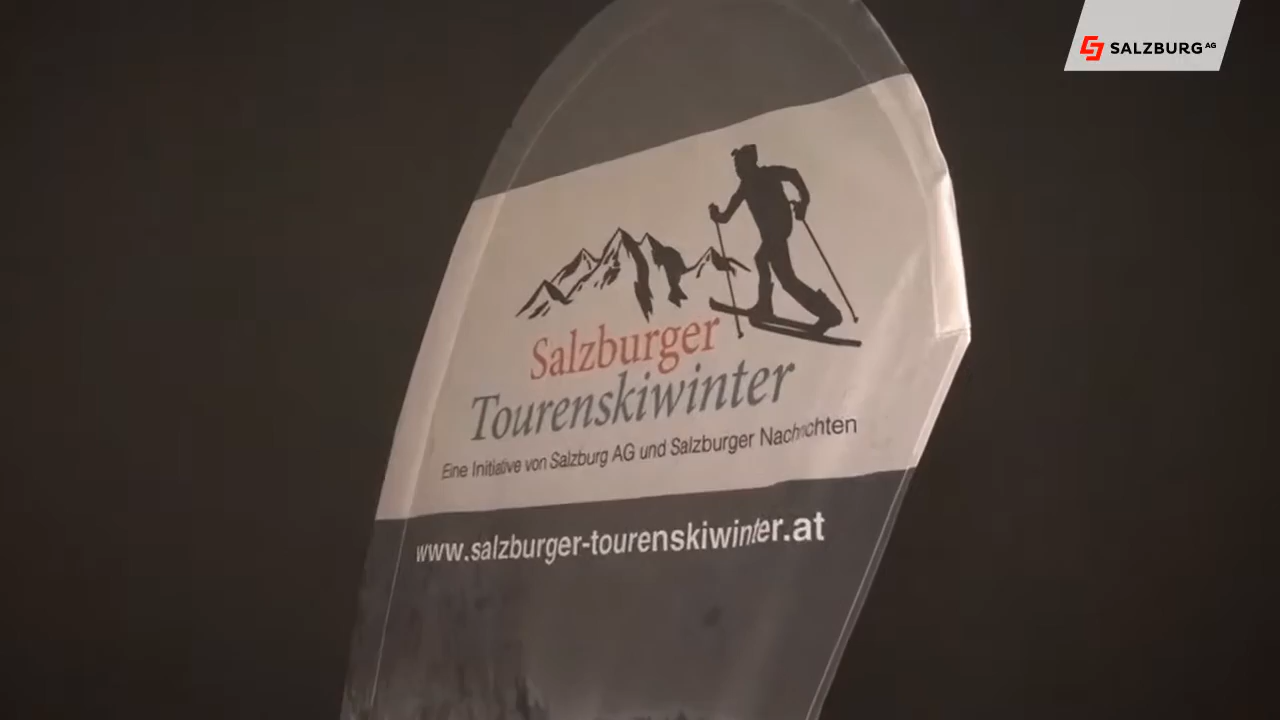 SALZBURG AG
Salzburger
Tourenskiwinter
Eine Initiative von Salzburg AG und Salzburger Nachrichten
www.salzburger-tourenskiwinter.at